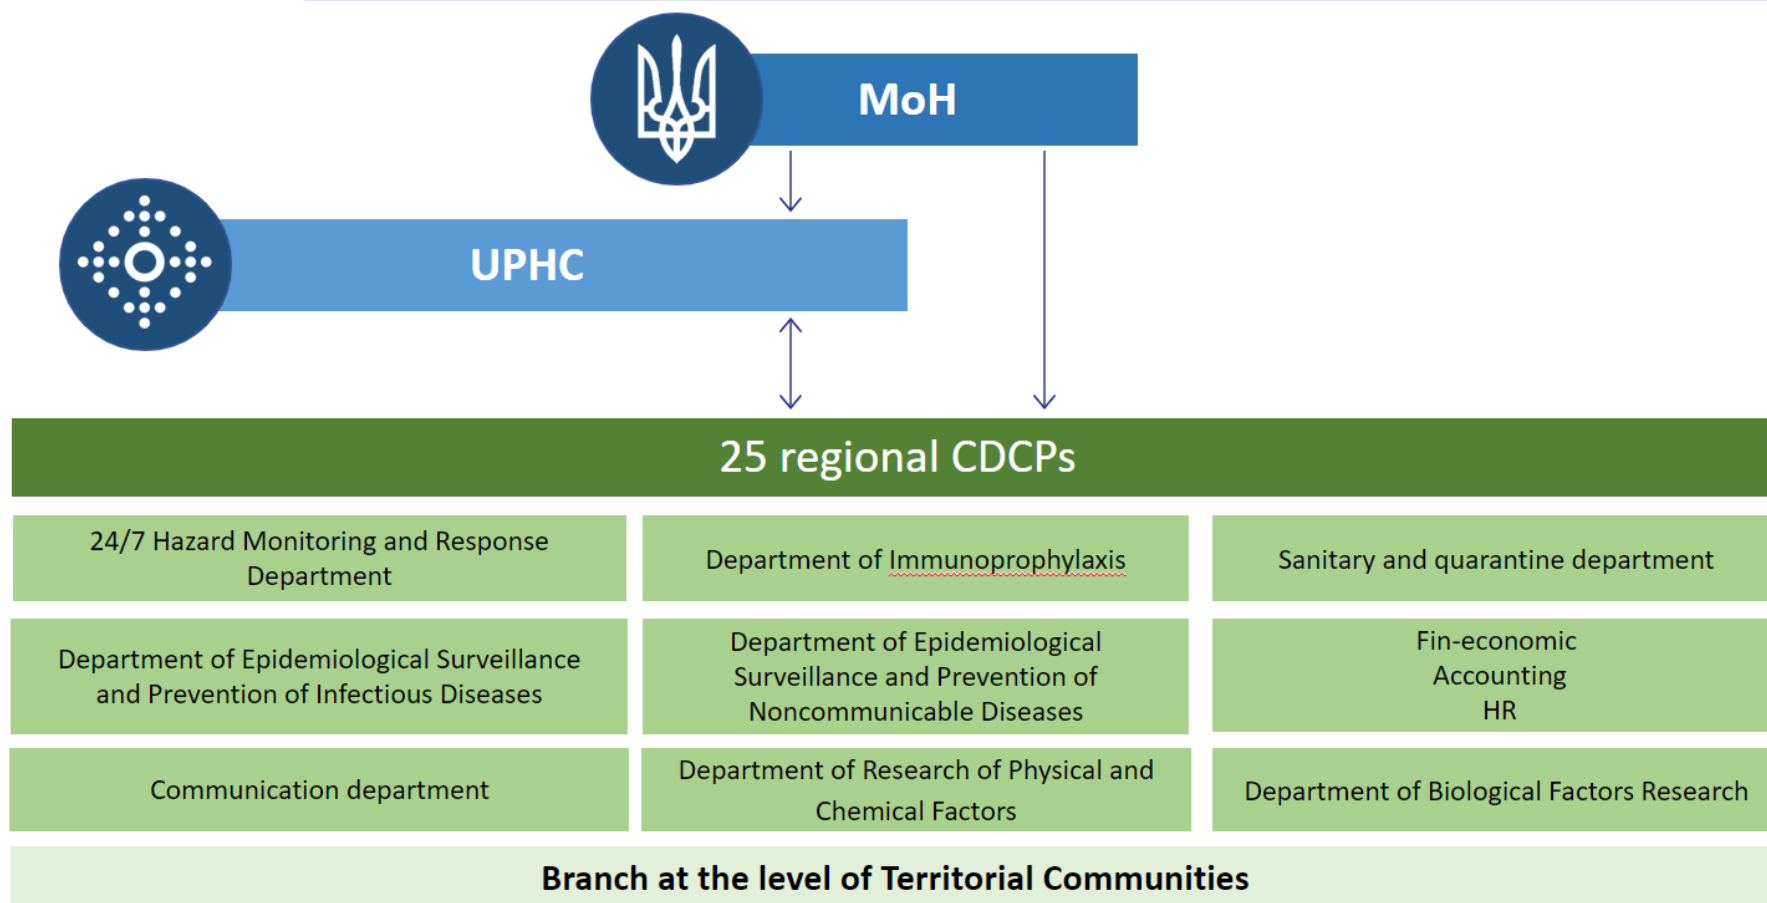 MoH
UPHC
25 regional CDCPs
24/7 Hazard Monitoring and Response
Department
Department of Immunoprophylaxis
Sanitary and quarantine department
Department of Epidemiological Surveillance
and Prevention of Infectious Diseases
Department of Epidemiological
Surveillance and Prevention of
Noncommunicable Diseases
Fin-economic
Accounting
HR
Communication department
Department of Research of Physical and
Chemical Factors
Department of Biological Factors Research
Branch at the level of Territorial Communities